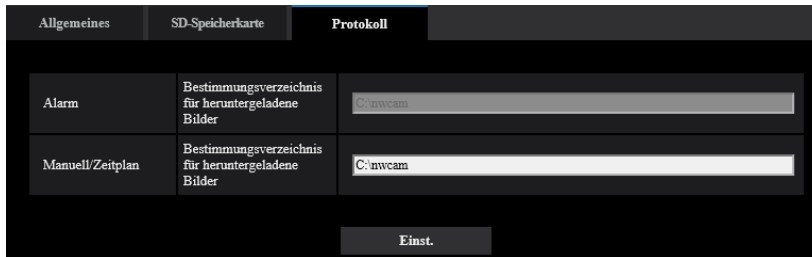 Allgemeines SD-Speicherkarte Protokoll
Bestimmungsverzeichnis
Alarm für heruntergeladene C:\nwcam
Bilder
Bestimmungsverzeichnis
Manuell/Zeitplan für heruntergeladene C:\nwcam
Bilder
Einst.